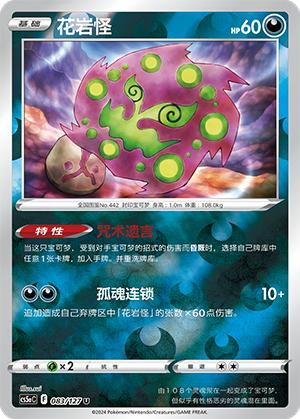 基础 花岩怪 HP60
全国图鉴No.442 封印宝可梦 身高：1.0m 体重：108.0kg
特性 咒术遗言
当这只宝可梦，受到对手宝可梦的招式的伤害而昏厥时，选择自己牌库中
任意1张卡牌，加入手牌。并重洗牌库。
孤魂连锁 10+
追加造成自己弃牌区中「花岩怪」的张数×60点伤害。
弱点 ×2 抵抗力 撤退
Illus.nagimiso
CS5aC F 083/127 U
由108个灵魂聚在一起变成了宝可梦。
©2024 Pokémon/Nintendo/Creatures/GAME FREAK.